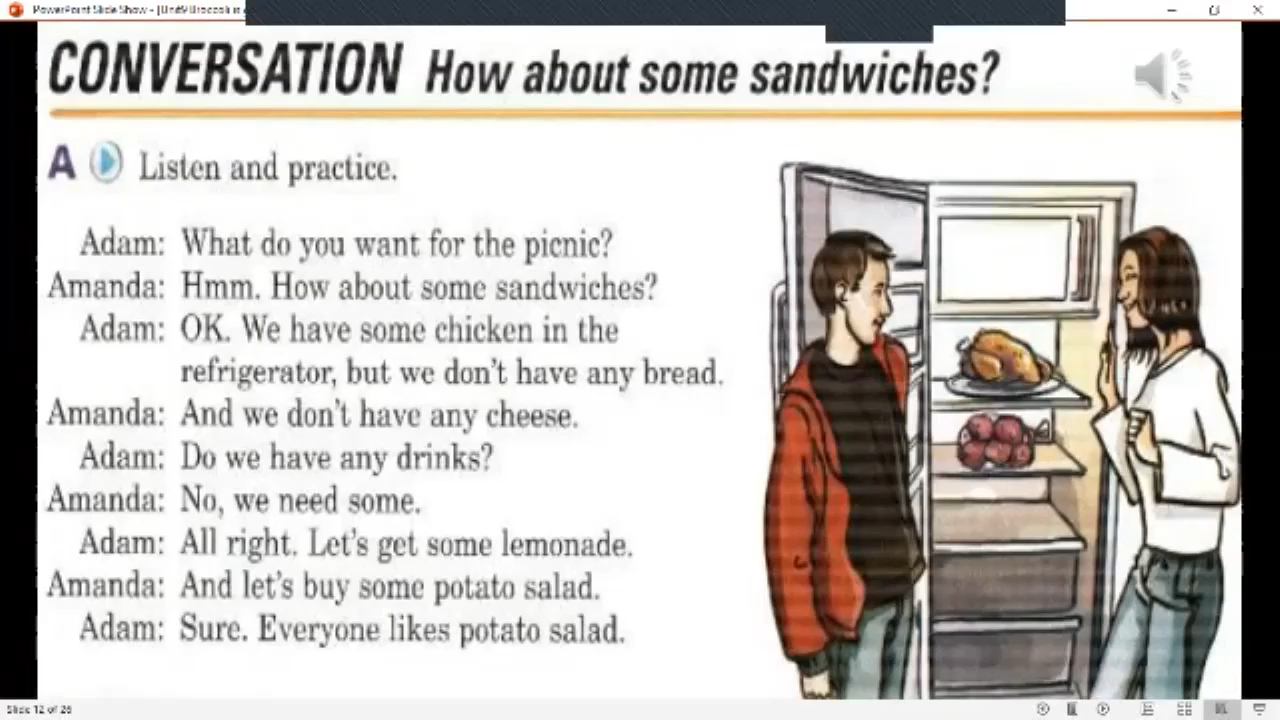 PowerPoint Slide Show - [Unit9 Broccoli is
CONVERSATION How about some sandwiches?
A Listen and practice.
Adam: What do you want for the picnic?
Amanda: Hmm. How about some sandwiches?
Adam: OK. We have some chicken in the
refrigerator, but we don't have any bread.
Amanda: And we don't have any cheese.
Adam: Do we have any drinks?
Amanda: No, we need some.
Adam: All right. Let's get some lemonade.
Amanda: And let's buy some potato salad.
Adam: Sure. Everyone likes potato salad.
Slide 12 of 26